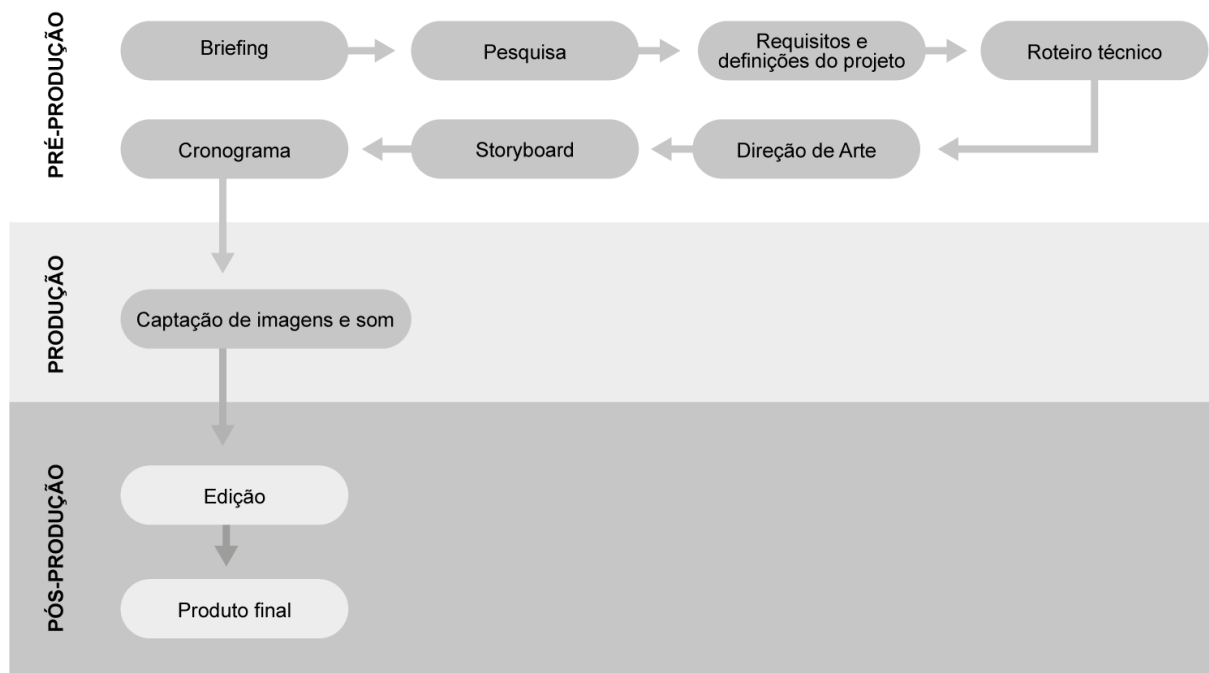 PRÉ-PRODUÇÃO
Briefing
Pesquisa
Requisitos e
definições do projeto
Roteiro técnico
Direção de Arte
Storyboard
Cronograma
PRODUÇÃO
Captação de imagens e som
PÓS-PRODUÇÃO
Edição
Produto final